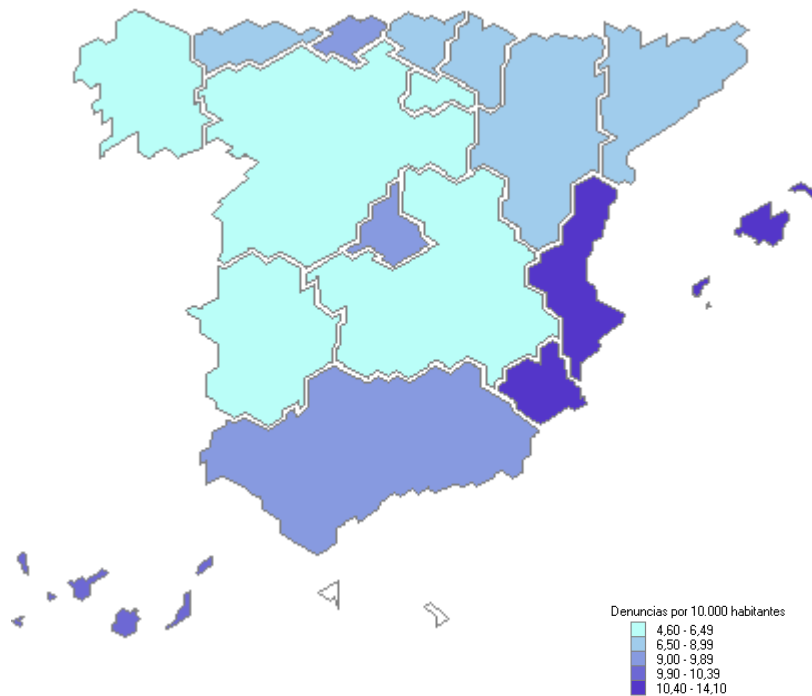 Denuncias por 10.000 habitantes
4,60 - 6,49
6,50 - 8,99
9,00 - 9,89
9,90 - 10,39
10,40 - 14,10